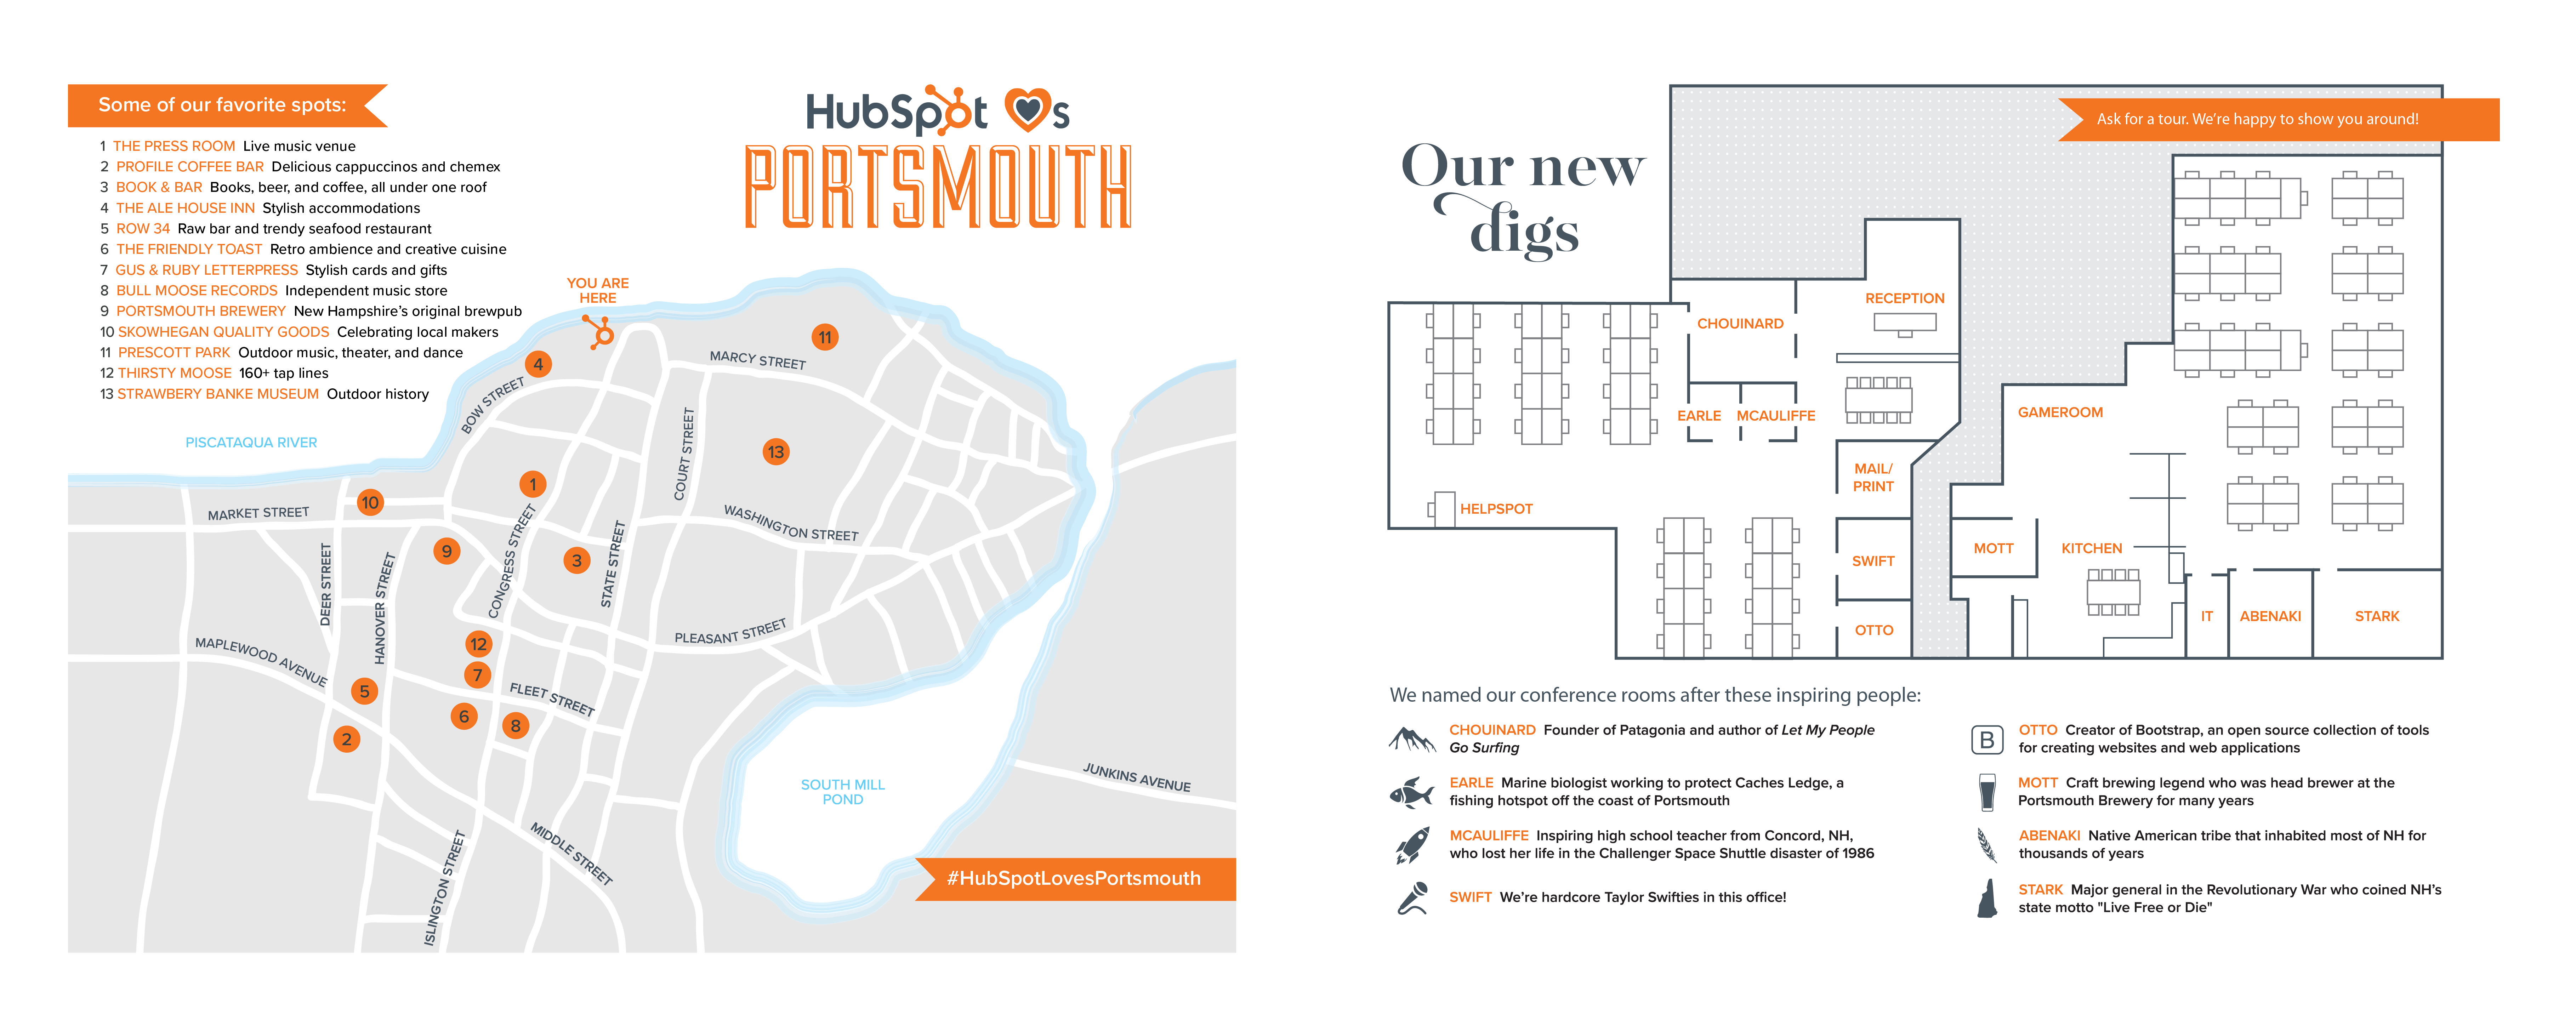 Some of our favorite spots:
1 THE PRESS ROOM Live music venue
2 PROFILE COFFEE BAR Delicious cappuccinos and chemex
3 BOOK & BAR Books, beer, and coffee, all under one roof
4 THE ALE HOUSE INN Stylish accommodations
5 ROW 34 Raw bar and trendy seafood restaurant
6 THE FRIENDLY TOAST Retro ambience and creative cuisine
7 GUS & RUBY LETTERPRESS Stylish cards and gifts
8 BULL MOOSE RECORDS Independent music store
9 PORTSMOUTH BREWERY New Hampshire's original brewpub
10 SKOWHEGAN QUALITY GOODS Celebrating local makers
11 PRESCOTT PARK Outdoor music, theater, and dance
12 THIRSTY MOOSE 160+ tap lines
13 STRAWBERY BANKE MUSEUM Outdoor history
HubSpot s
PORTSMOUTH
YOU ARE
HERE
11
4
MARCY STREET
BOW STREET
PISCATAQUA RIVER
COURT STREET
13
1
10
MARKET STREET
WASHINGTON STREET
CONGRESS STREET
9
3
STATE STREET
DEER STREET
HANOVER STREET
12
PLEASANT STREET
MAPLEWOOD AVENUE
7
5
FLEET STREET
6
8
2
SOUTH MILL
POND
JUNKINS AVENUE
MIDDLE STREET
ISLINGTON STREET
#HubSpotLovesPortsmouth
Our new
digs
Ask for a tour. We're happy to show you around!
RECEPTION
CHOUINARD
EARLE
MCAULIFFE
GAMEROOM
MAIL/
PRINT
HELPSPOT
SWIFT
MOTT
KITCHEN
OTTO
IT
ABENAKI
STARK
We named our conference rooms after these inspiring people:
CHOUINARD Founder of Patagonia and author of Let My People
Go Surfing
EARLE Marine biologist working to protect Caches Ledge, a
fishing hotspot off the coast of Portsmouth
MCAULIFFE Inspiring high school teacher from Concord, NH,
who lost her life in the Challenger Space Shuttle disaster of 1986
SWIFT We're hardcore Taylor Swifties in this office!
B
OTTO Creator of Bootstrap, an open source collection of tools
for creating websites and web applications
MOTT Craft brewing legend who was head brewer at the
Portsmouth Brewery for many years
ABENAKI Native American tribe that inhabited most of NH for
thousands of years
STARK Major general in the Revolutionary War who coined NH's
state motto "Live Free or Die"